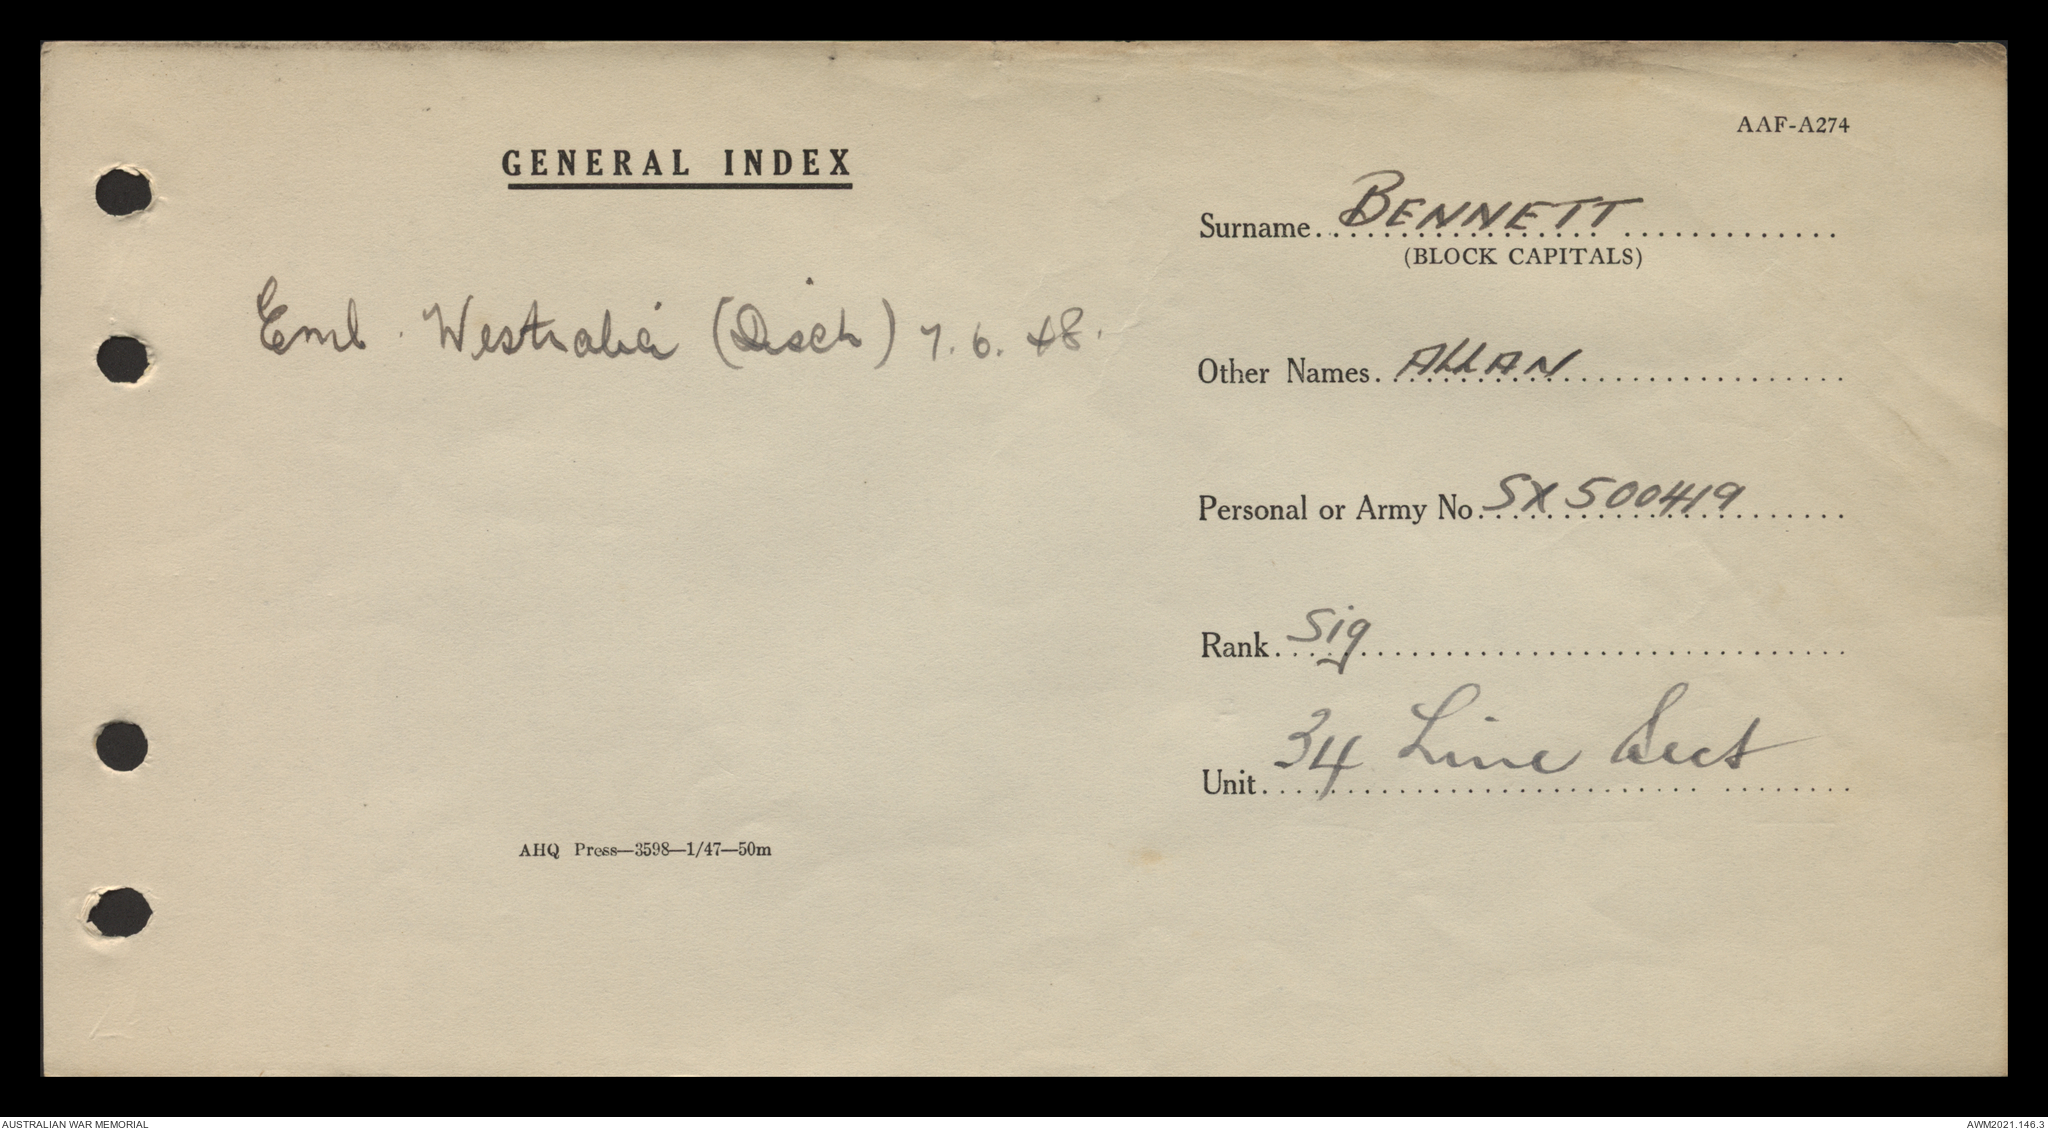 AAF-A274
GENERAL INDEX
Surname BENNETT
(BLOCK CAPITALS)
Emb. Westralia (Disch) 7.6.48.
Other Names ALLAN
Personal or Army No SX500419
Rank Sig
Unit 34 Line Sect
AHQ Press—3598—1/47—50m
AUSTRALIAN WAR MEMORIAL
AWM2021.146.3